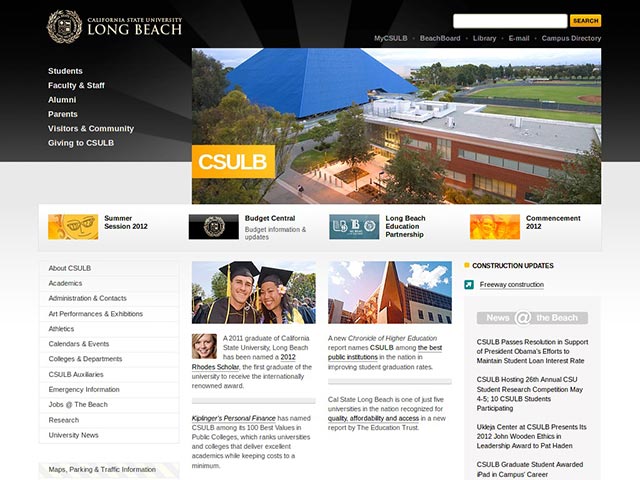 CALIFORNIA STATE UNIVERSITY
LONG BEACH
SEARCH
MyCSULB
BeachBoard
Library
E-mail
Campus Directory
Students
Faculty & Staff
Alumni
Parents
Visitors & Community
Giving to CSULB
CSULB
Summer
Session 2012
Budget Central
Budget information &
updates
Long Beach
Education
Partnership
Commencement
2012
About CSULB
Academics
Administration & Contacts
Art Performances & Exhibitions
Athletics
Calendars & Events
Colleges & Departments
CSULB Auxiliaries
Emergency Information
Jobs @ The Beach
Research
University News
Maps, Parking & Traffic Information
A 2011 graduate of California
State University, Long Beach
has been named a 2012
Rhodes Scholar, the first graduate of the
university to receive the internationally
renowned award.
Kiplinger's Personal Finance has named
CSULB among its 100 Best Values in
Public Colleges, which ranks universities
and colleges that deliver excellent
academics while keeping costs to a
minimum.
A new Chronicle of Higher Education
report names CSULB among the best
public institutions in the nation in
improving student graduation rates.
Cal State Long Beach is one of just five
universities in the nation recognized for
quality, affordability and access in a new
report by The Education Trust.
CONSTRUCTION UPDATES
Freeway construction
News @ the Beach
CSULB Passes Resolution in Support
of President Obama's Efforts to
Maintain Student Loan Interest Rate
CSULB Hosting 26th Annual CSU
Student Research Competition May
4-5; 10 CSULB Students
Participating
Ukleja Center at CSULB Presents Its
2012 John Wooden Ethics in
Leadership Award to Pat Haden
CSULB Graduate Student Awarded
iPad in Campus' Career